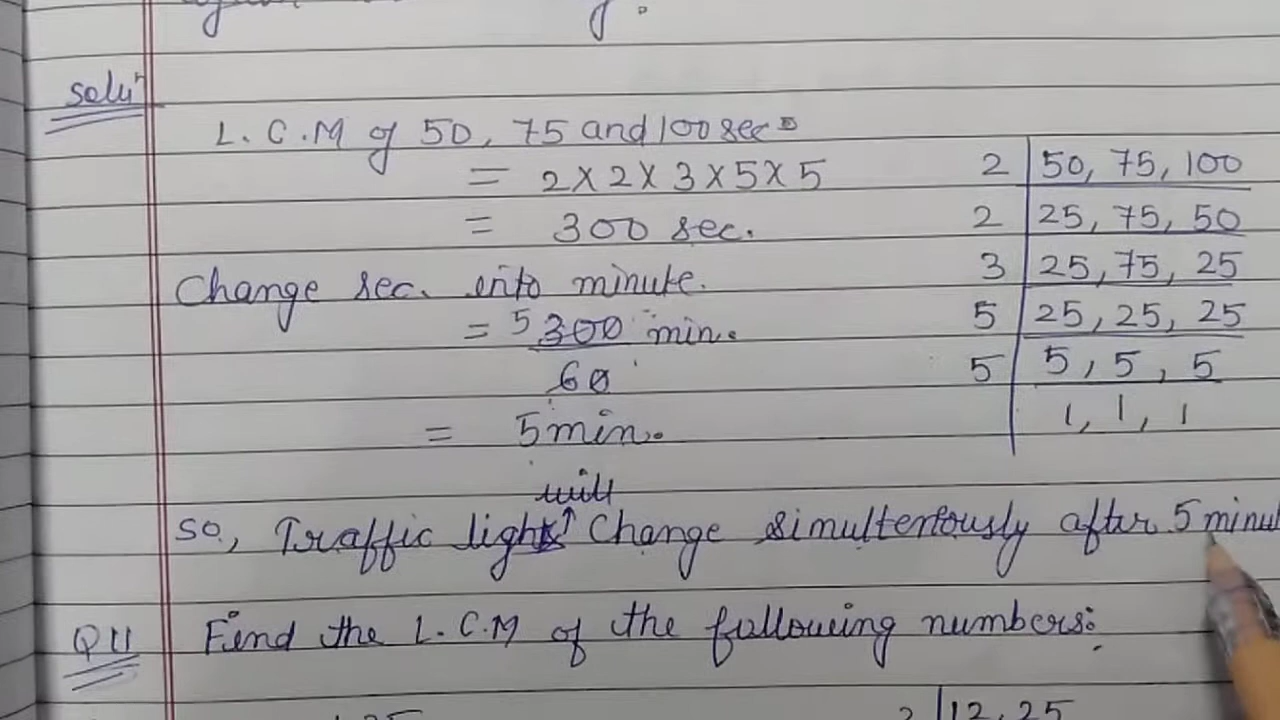 Solun
L.C.M of 50, 75 and 100 sec
= 2×2×3×5×5
= 300 sec.
Change sec. into minute.
= 5 300 min.
60
= 5 min.
will
so, Traffic lights ↑ Change simultenously after 5 minu
2 | 50, 75, 100
2 | 25, 75, 50
3 | 25, 75, 25
5 | 25, 25, 25
5 | 5, 5, 5
1, 1, 1
Q11 Find the L.C.M of the following numbers:
2 | 12, 25